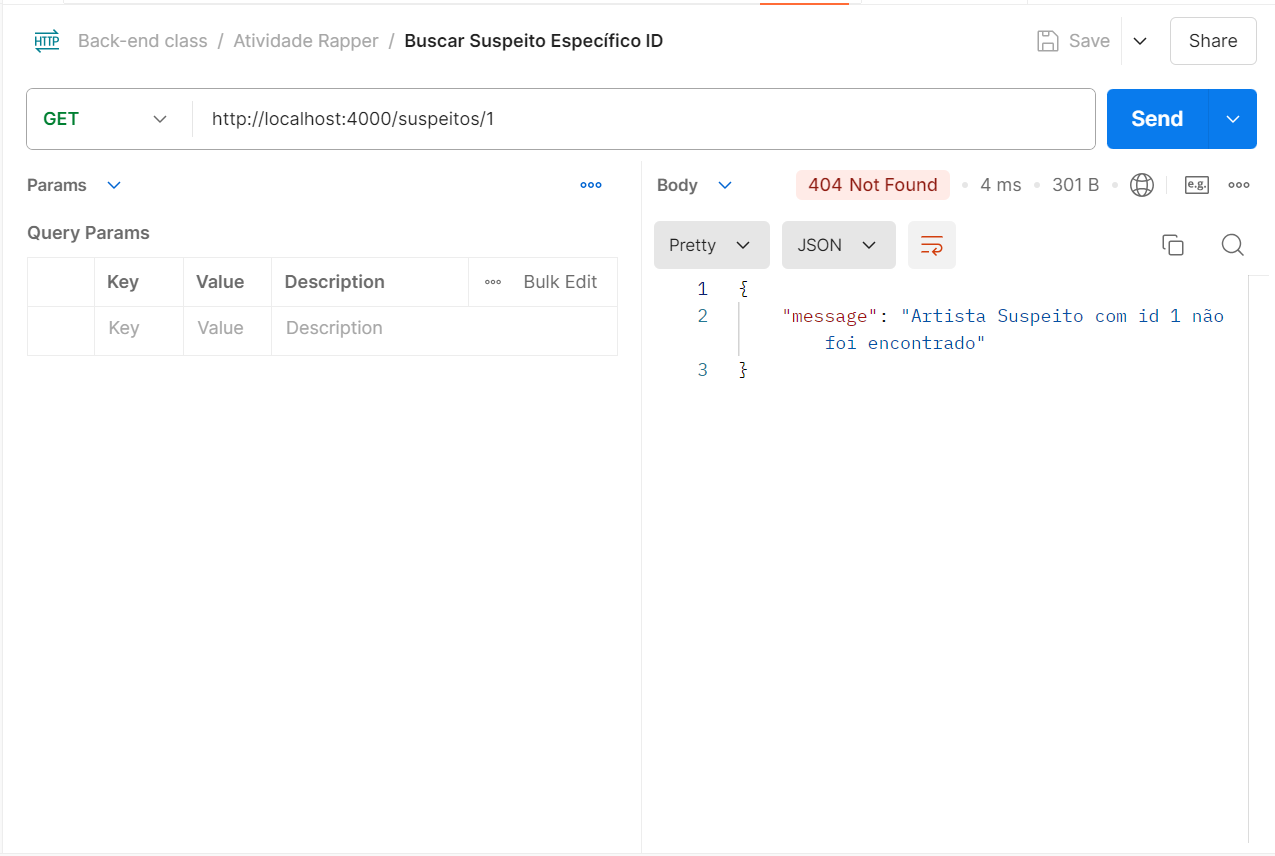 HTTP Back-end class / Atividade Rapper / Buscar Suspeito Específico ID Save Share
GET http://localhost:4000/suspeitos/1 Send
Params
Body 404 Not Found 4 ms 301 B e.g.
Query Params
Pretty JSON
Key Value Description Bulk Edit
Key Value Description
1 {
2 "message": "Artista Suspeito com id 1 não
foi encontrado"
3 }